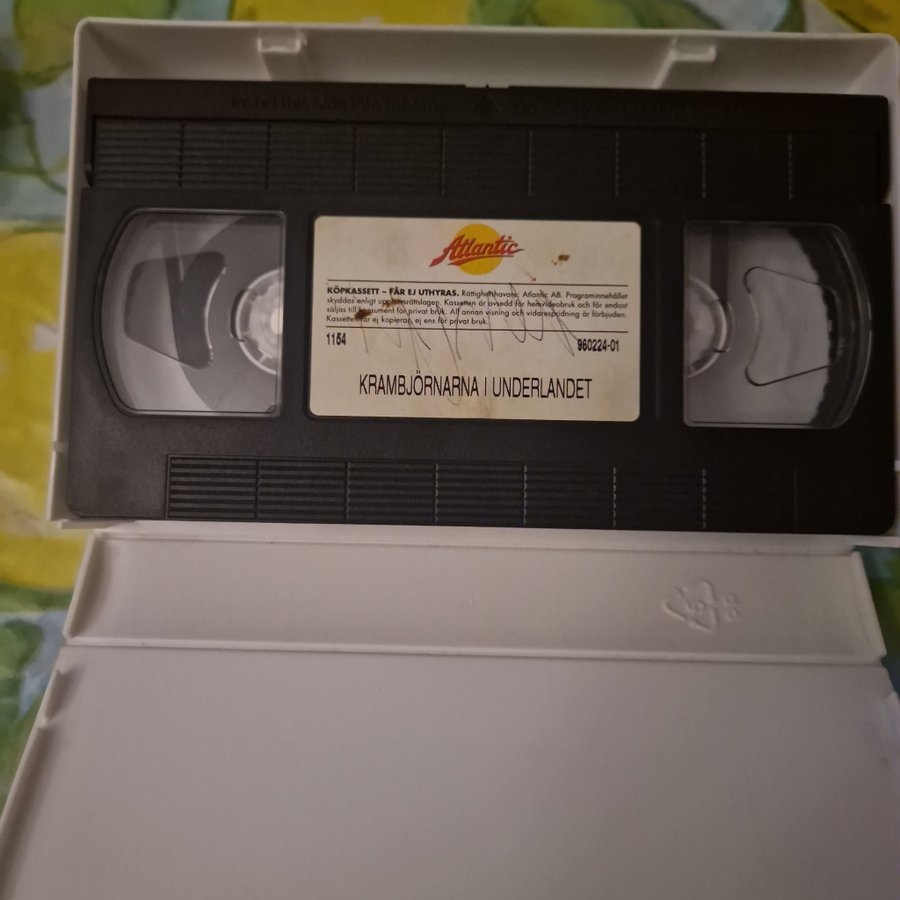 Atlantic
KÖPKASSETT – FÅR EJ UTHYRAS. Rättighetshavare: Atlantic AB. Programinnehållet
skyddas enligt upphovsrättslagen. Kassetten är avsedd för hemvideobruk och får endast
säljas till konsument för privat bruk. All annan visning och vidarespridning är förbjuden.
Kassetten får ej kopieras, ej ens för privat bruk.
1154 960224-01
KRAMBJÖRNARNA I UNDERLANDET